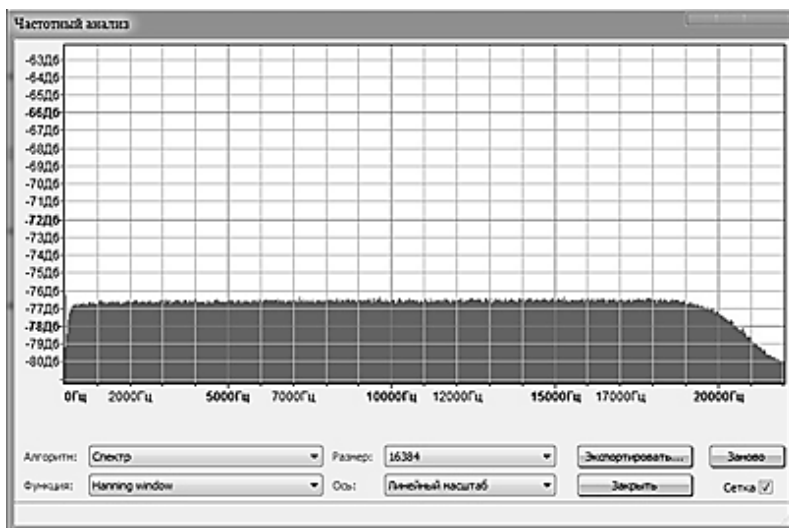 Частотный анализ
-63Дб
-64Дб
-65Дб
-66Дб
-67Дб
-68Дб
-69Дб
-70Дб
-71Дб
-72Дб
-73Дб
-74Дб
-75Дб
-76Дб
-77Дб
-78Дб
-79Дб
-80Дб
0Гц 2000Гц 5000Гц 7000Гц 10000Гц 12000Гц 15000Гц 17000Гц 20000Гц
Алгоритм: Спектр Размер: 16384 Экспортировать... Заново
Функция: Hanning window Ось: Линейный масштаб Закрыть Сетка